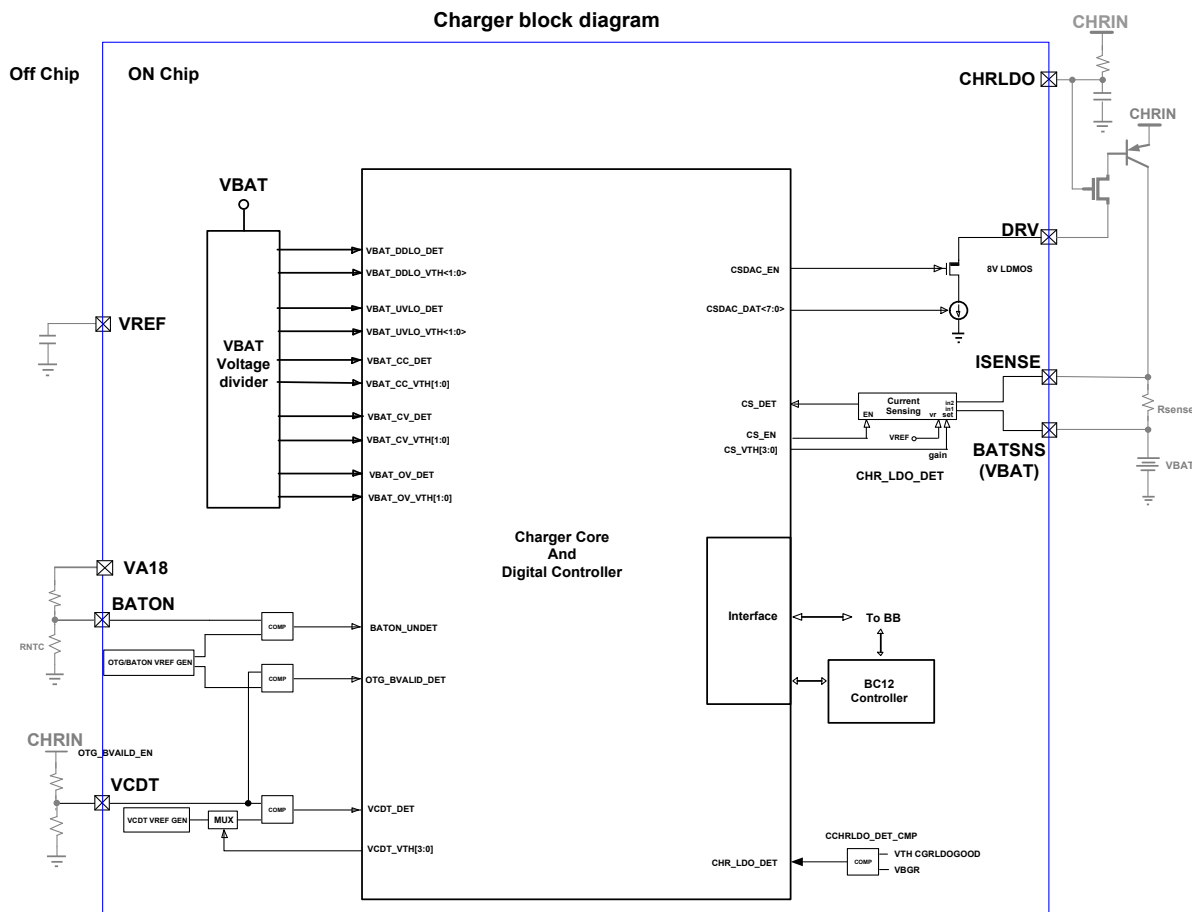 Charger block diagram
Off Chip
ON Chip
CHRIN
CHRLDO
CHRIN
VBAT
DRV
VBAT_DDLO_DET
VBAT_DDLO_VTH<1:0>
CSDAC_EN
8V LDMOS
VBAT_UVLO_DET
CSDAC_DAT<7:0>
VREF
VBAT_UVLO_VTH<1:0>
VBAT
Voltage
divider
VBAT_CC_DET
VBAT_CC_VTH[1:0]
ISENSE
VBAT_CV_DET
CS_DET
Current
Sensing
in2
in1
EN
vr
set
Rsense
VBAT_CV_VTH[1:0]
CS_EN
VREF
CS_VTH[3:0]
gain
BATSNS
(VBAT)
VBAT
VBAT_OV_DET
CHR_LDO_DET
VBAT_OV_VTH[1:0]
Charger Core
And
Digital Controller
VA18
BATON
COMP
BATON_UNDET
Interface
To BB
RNTC
OTG/BATON VREF GEN
COMP
OTG_BVALID_DET
BC12
Controller
CHRIN
OTG_BVAILD_EN
VCDT
COMP
VCDT_DET
VCDT VREF GEN
MUX
VCDT_VTH[3:0]
CCHRLDO_DET_CMP
CHR_LDO_DET
COMP
VTH CGRLDOGOOD
VBGR